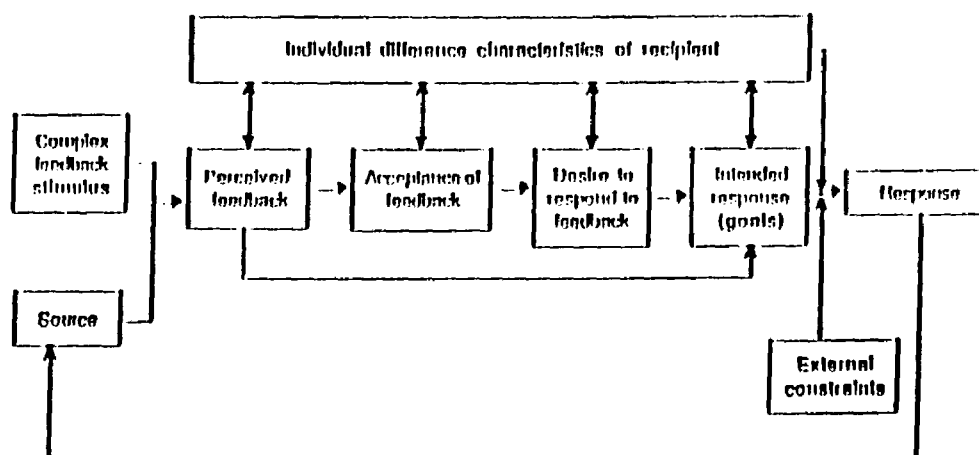 Individual difference characteristics of recipient
Complex
feedback
stimulus
Perceived
feedback
Acceptance of
feedback
Desire to
respond to
feedback
Intended
response
(goals)
Response
Source
External
constraints